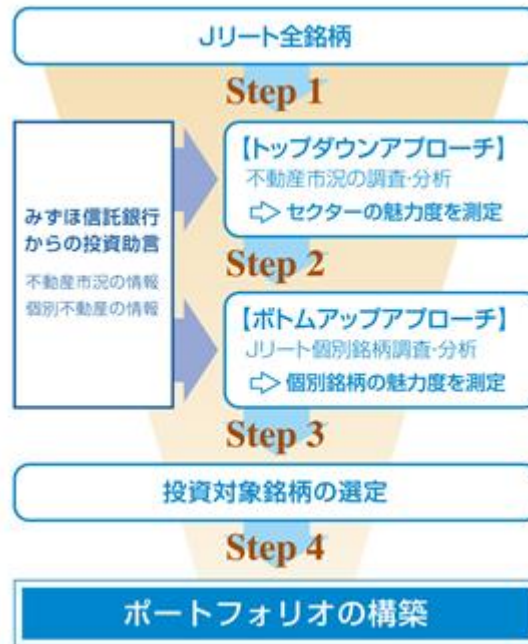 Jリート全銘柄
Step 1
【トップダウンアプローチ】
不動産市況の調査・分析
⇨ セクターの魅力度を測定
みずほ信託銀行
からの投資助言
不動産市況の情報
個別不動産の情報
Step 2
【ボトムアップアプローチ】
Jリート個別銘柄調査・分析
⇨ 個別銘柄の魅力度を測定
Step 3
投資対象銘柄の選定
Step 4
ポートフォリオの構築